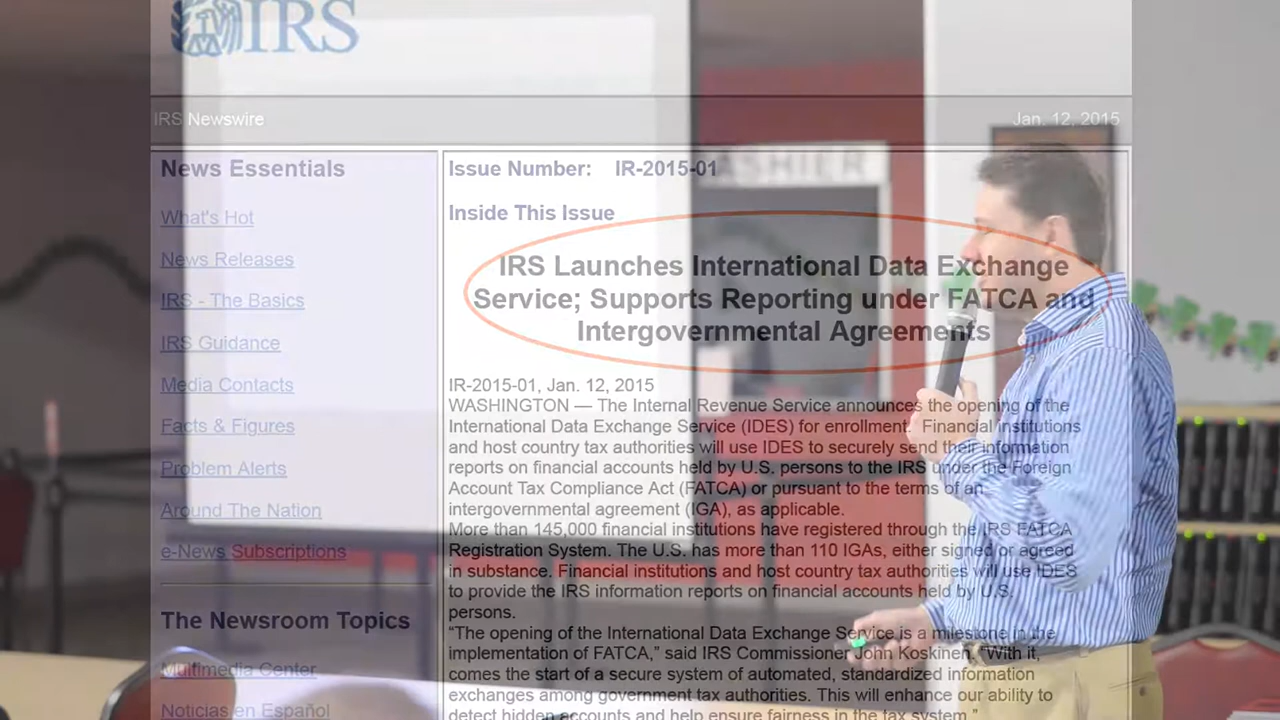 IRS
IRS Newswire
Jan. 12, 2015
News Essentials
What's Hot
News Releases
IRS - The Basics
IRS Guidance
Media Contacts
Facts & Figures
Problem Alerts
Around The Nation
e-News Subscriptions
The Newsroom Topics
Multimedia Center
Noticias en Español
Issue Number: IR-2015-01
Inside This Issue
IRS Launches International Data Exchange
Service; Supports Reporting under FATCA and
Intergovernmental Agreements
IR-2015-01, Jan. 12, 2015
WASHINGTON — The Internal Revenue Service announces the opening of the
International Data Exchange Service (IDES) for enrollment. Financial institutions
and host country tax authorities will use IDES to securely send their information
reports on financial accounts held by U.S. persons to the IRS under the Foreign
Account Tax Compliance Act (FATCA) or pursuant to the terms of an
intergovernmental agreement (IGA), as applicable.
More than 145,000 financial institutions have registered through the IRS FATCA
Registration System. The U.S. has more than 110 IGAs, either signed or agreed
in substance. Financial institutions and host country tax authorities will use IDES
to provide the IRS information reports on financial accounts held by U.S.
persons.
“The opening of the International Data Exchange Service is a milestone in the
implementation of FATCA,” said IRS Commissioner John Koskinen. “With it,
comes the start of a secure system of automated, standardized information
exchanges among government tax authorities. This will enhance our ability to
detect hidden accounts and help ensure fairness in the tax system.”